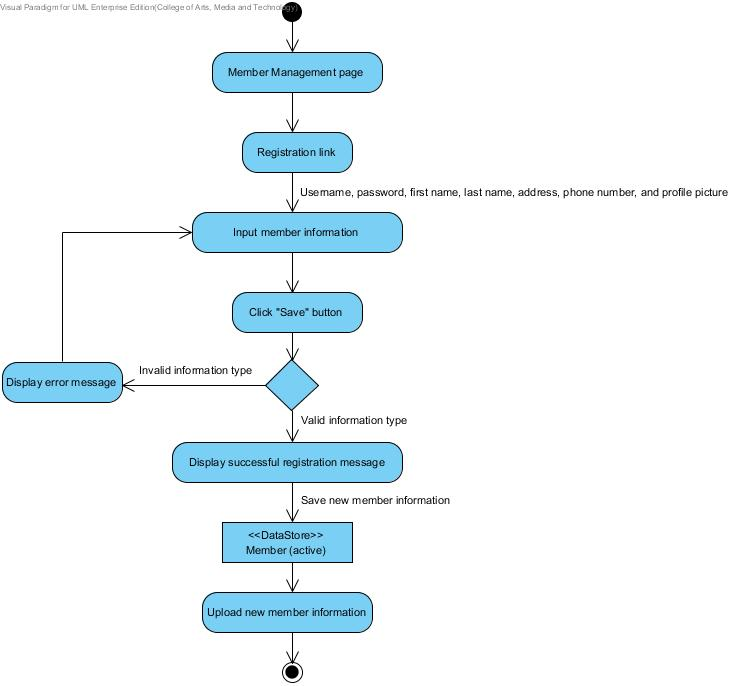 Visual Paradigm for UML Enterprise Edition(College of Arts, Media and Technology)
Member Management page
Registration link
Username, password, first name, last name, address, phone number, and profile picture
Input member information
Click "Save" button
Invalid information type
Display error message
Valid information type
Display successful registration message
Save new member information
<<DataStore>>
Member (active)
Upload new member information